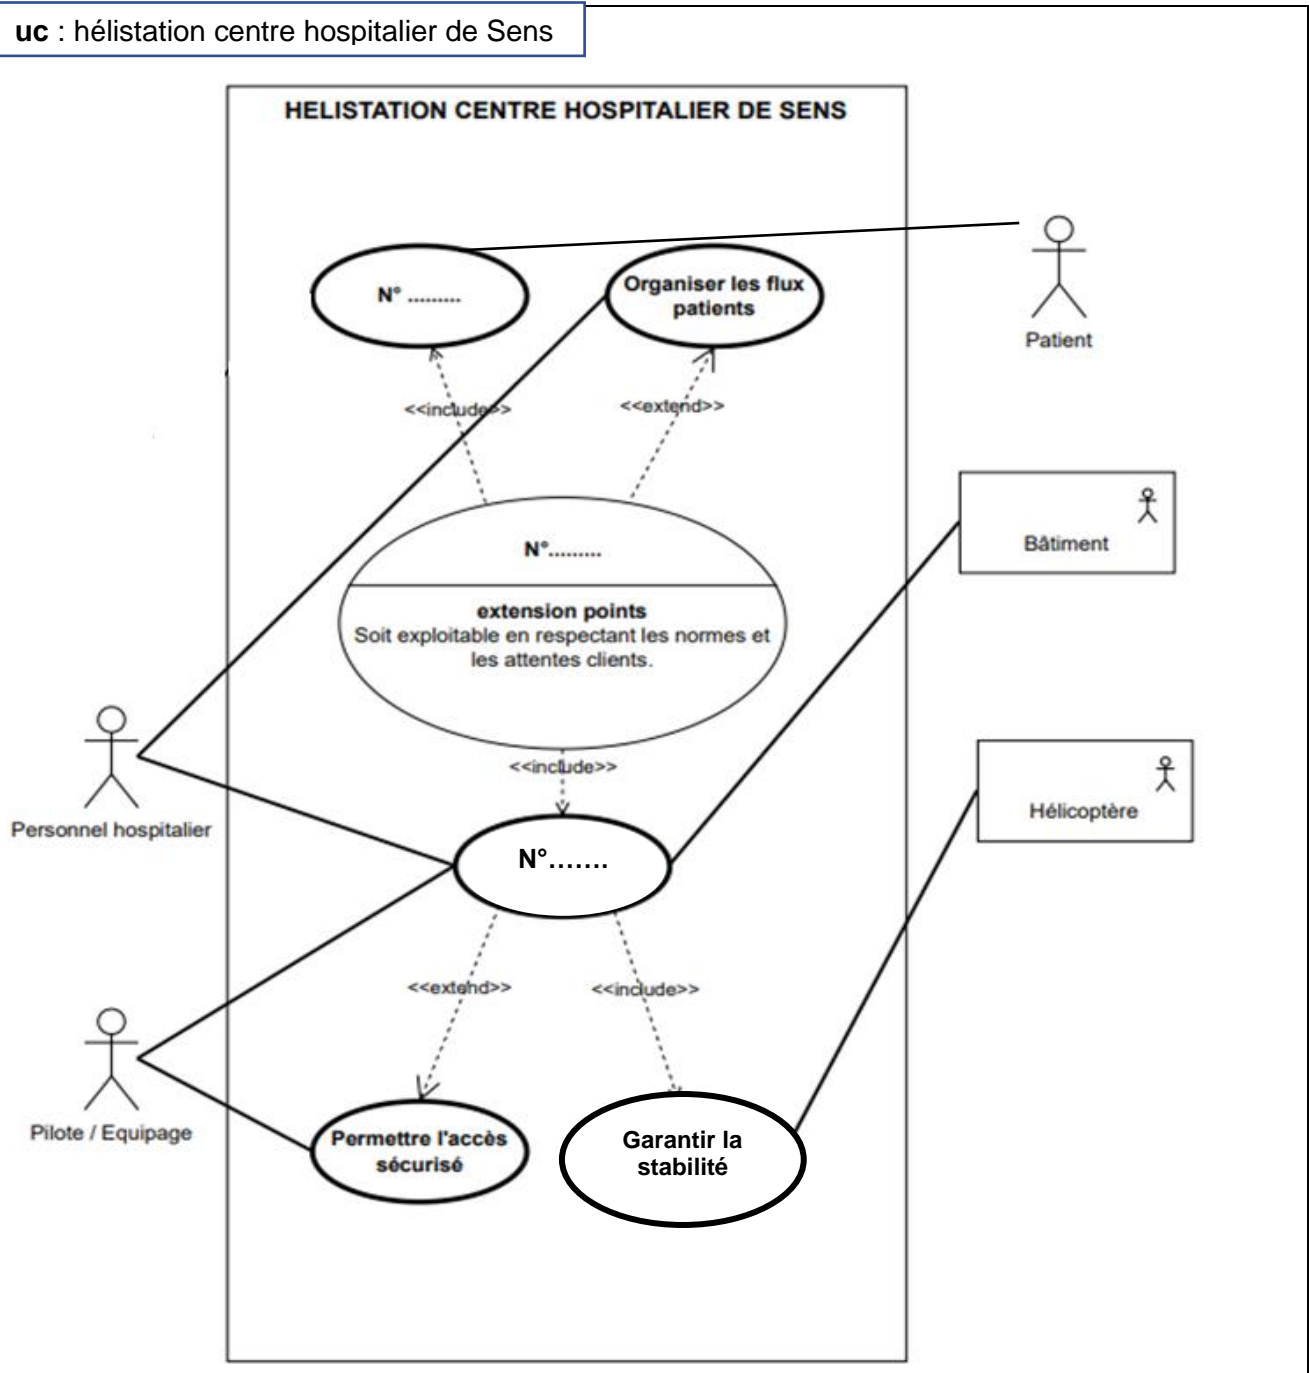 uc : hélistation centre hospitalier de Sens
HELISTATION CENTRE HOSPITALIER DE SENS
N° .........
Organiser les flux
patients
Patient
<<include>>
<<extend>>
Bâtiment
N°.........
extension points
Soit exploitable en respectant les normes et
les attentes clients.
Personnel hospitalier
<<include>>
Hélicoptère
N°.......
<<extend>>
<<include>>
Pilote / Equipage
Permettre l'accès
sécurisé
Garantir la
stabilité